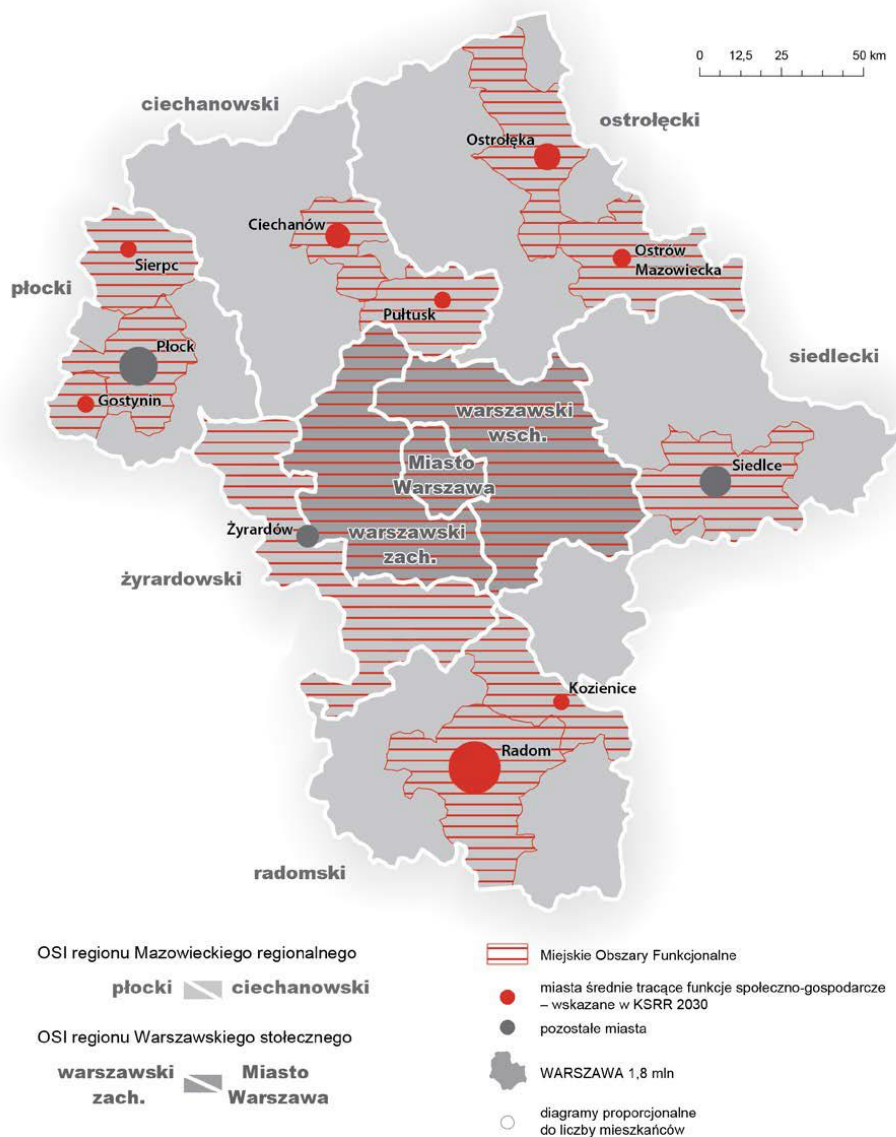 0 12,5 25 50 km
ciechanowski
ostrołęcki
Ostrołęka
Ciechanów
Sierpc
Ostrów
Mazowiecka
płocki
Pułtusk
Płock
siedlecki
Gostynin
warszawski
wsch.
Miasto
Warszawa
Siedlce
Żyrardów
warszawski
zach.
żyrardowski
Kozienice
Radom
radomski
OSI regionu Mazowieckiego regionalnego
płocki ciechanowski
OSI regionu Warszawskiego stołecznego
warszawski
zach.
Miasto
Warszawa
Miejskie Obszary Funkcjonalne
miasta średnie tracące funkcje społeczno-gospodarcze
– wskazane w KSRR 2030
pozostałe miasta
WARSZAWA 1,8 mln
diagramy proporcjonalne
do liczby mieszkańców